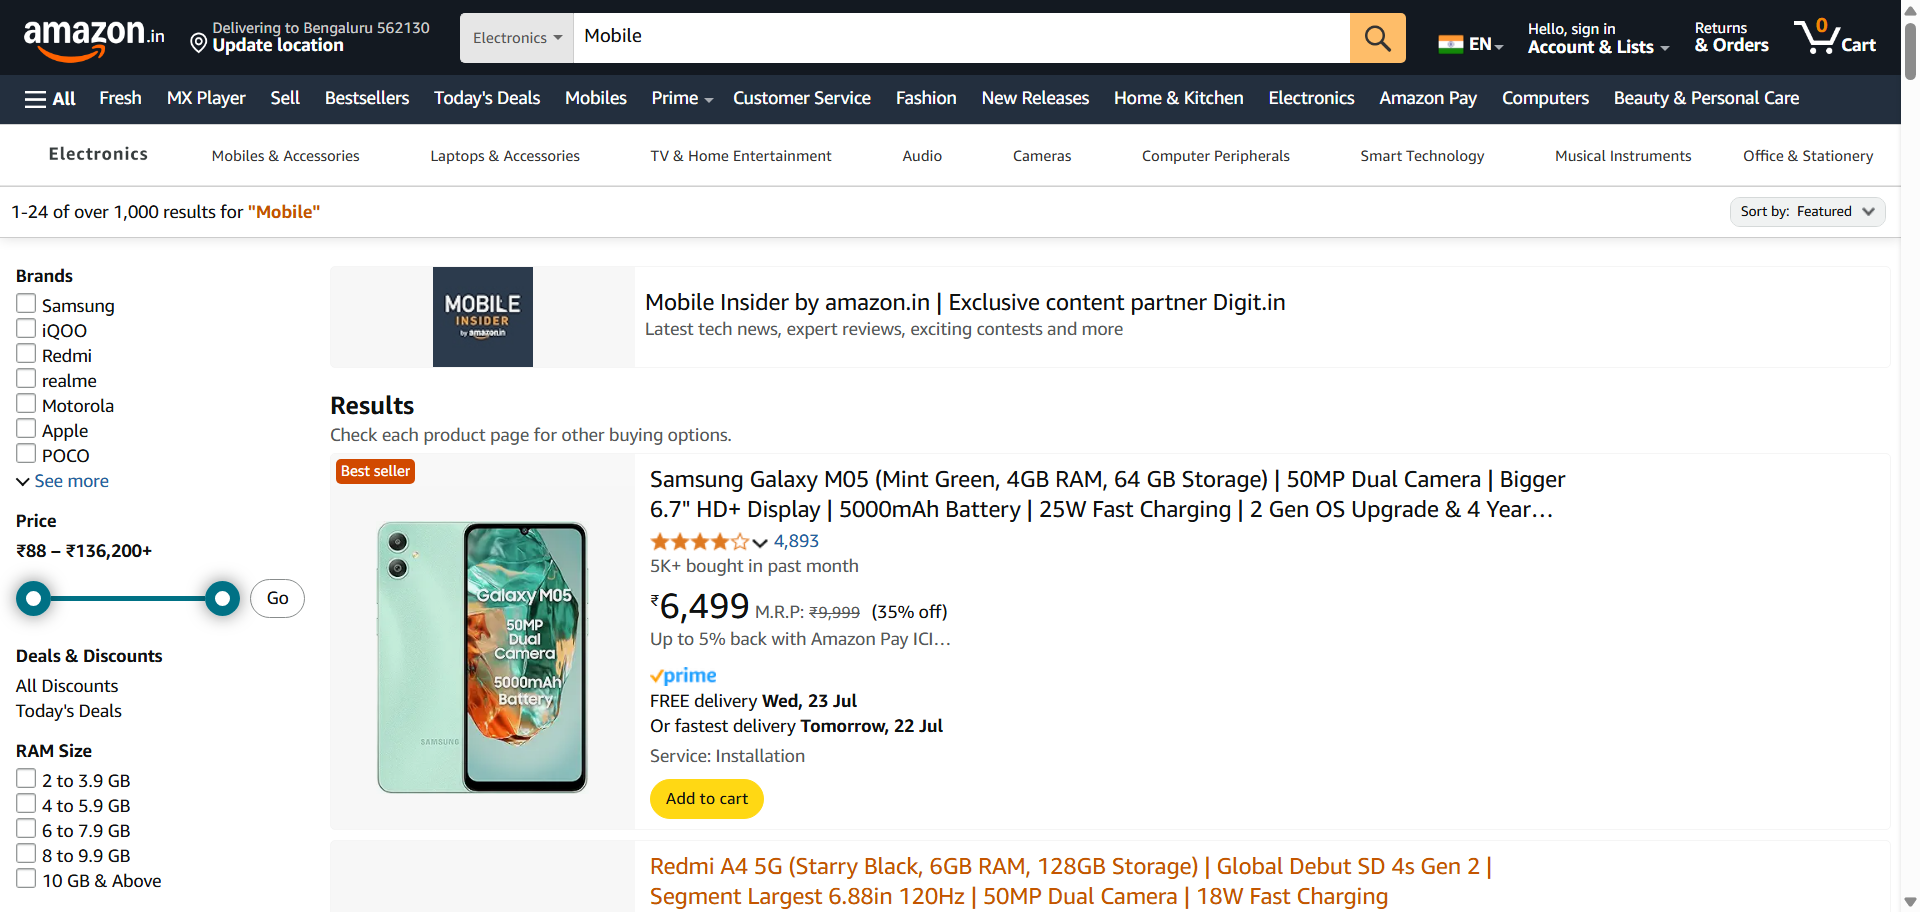 amazon.in
Delivering to Bengaluru 562130
Update location
Electronics
Mobile
EN
Hello, sign in
Account & Lists
Returns
& Orders
0
Cart
All
Fresh
MX Player
Sell
Bestsellers
Today's Deals
Mobiles
Prime
Customer Service
Fashion
New Releases
Home & Kitchen
Electronics
Amazon Pay
Computers
Beauty & Personal Care
Electronics
Mobiles & Accessories
Laptops & Accessories
TV & Home Entertainment
Audio
Cameras
Computer Peripherals
Smart Technology
Musical Instruments
Office & Stationery
1-24 of over 1,000 results for "Mobile"
Sort by: Featured
Brands
Samsung
iQOO
Redmi
realme
Motorola
Apple
POCO
See more
Price
₹88 – ₹136,200+
Go
Deals & Discounts
All Discounts
Today's Deals
RAM Size
2 to 3.9 GB
4 to 5.9 GB
6 to 7.9 GB
8 to 9.9 GB
10 GB & Above
MOBILE
INSIDER
by amazon.in
Mobile Insider by amazon.in | Exclusive content partner Digit.in
Latest tech news, expert reviews, exciting contests and more
Results
Check each product page for other buying options.
Best seller
Galaxy M05
50MP
Dual
Camera
5000mAh
Battery
SAMSUNG
Samsung Galaxy M05 (Mint Green, 4GB RAM, 64 GB Storage) | 50MP Dual Camera | Bigger
6.7" HD+ Display | 5000mAh Battery | 25W Fast Charging | 2 Gen OS Upgrade & 4 Year…
4,893
5K+ bought in past month
₹6,499 M.R.P: ₹9,999 (35% off)
Up to 5% back with Amazon Pay ICI…
prime
FREE delivery Wed, 23 Jul
Or fastest delivery Tomorrow, 22 Jul
Service: Installation
Add to cart
Redmi A4 5G (Starry Black, 6GB RAM, 128GB Storage) | Global Debut SD 4s Gen 2 |
Segment Largest 6.88in 120Hz | 50MP Dual Camera | 18W Fast Charging